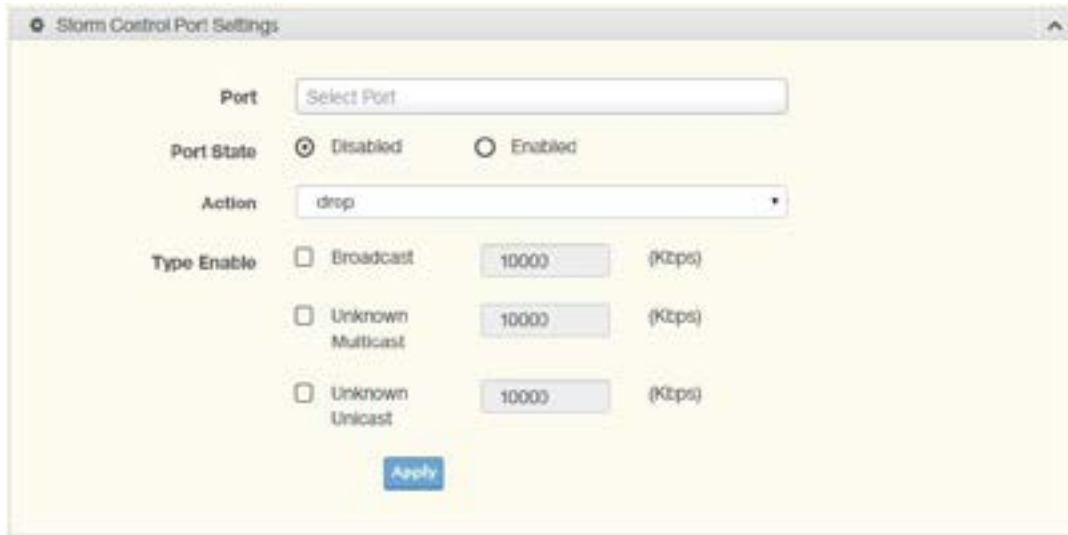 Storm Control Port Settings
Port Select Port
Port State Disabled Enabled
Action drop
Type Enable Broadcast 10000 (Kbps)
Unknown Multicast 10000 (Kbps)
Unknown Unicast 10000 (Kbps)
Apply